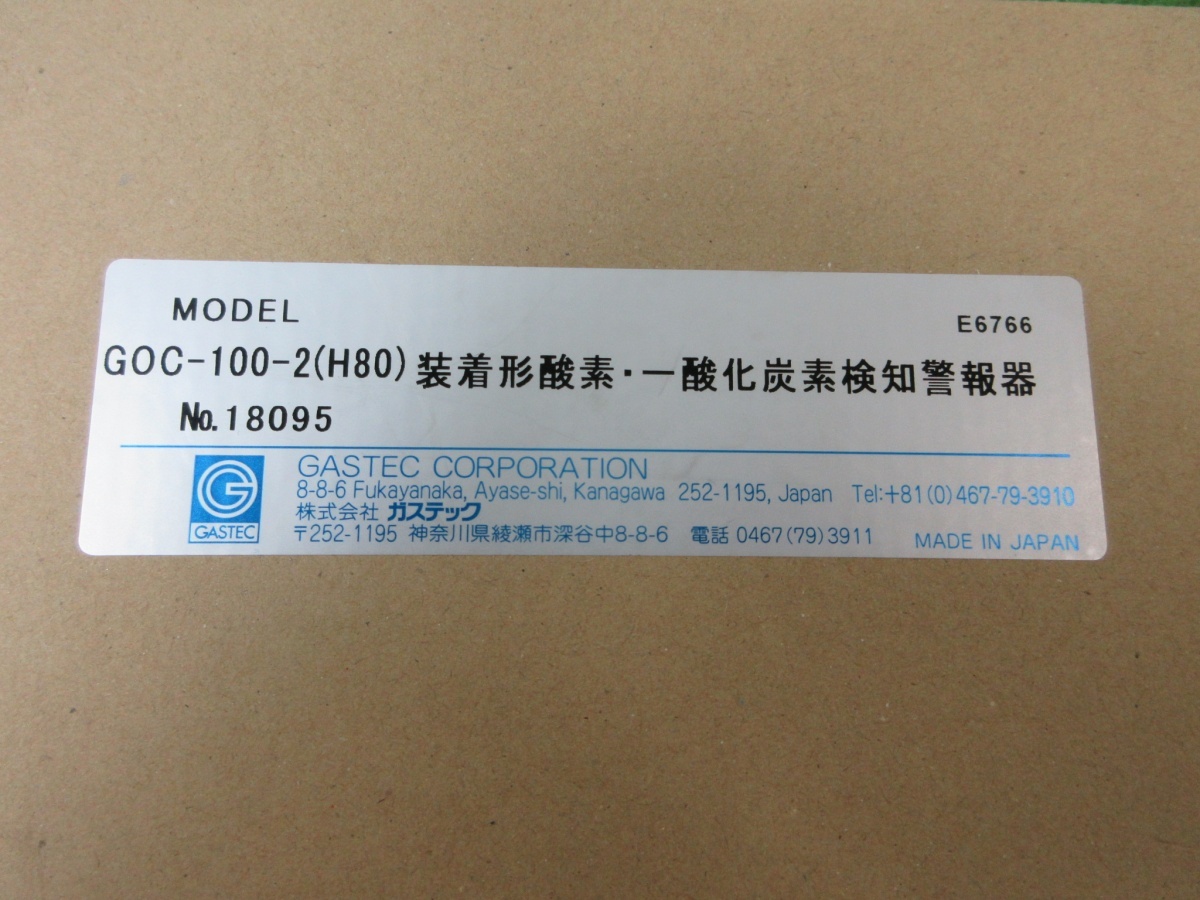 MODEL
E6766
GOC-100-2(H80) 装着形酸素・一酸化炭素検知警報器
No.18095
GASTEC CORPORATION
8-8-6 Fukayanaka, Ayase-shi, Kanagawa 252-1195, Japan Tel:+81(0)467-79-3910
株式会社 ガステック
〒252-1195 神奈川県綾瀬市深谷中8-8-6 電話 0467(79)3911
MADE IN JAPAN
G
GASTEC